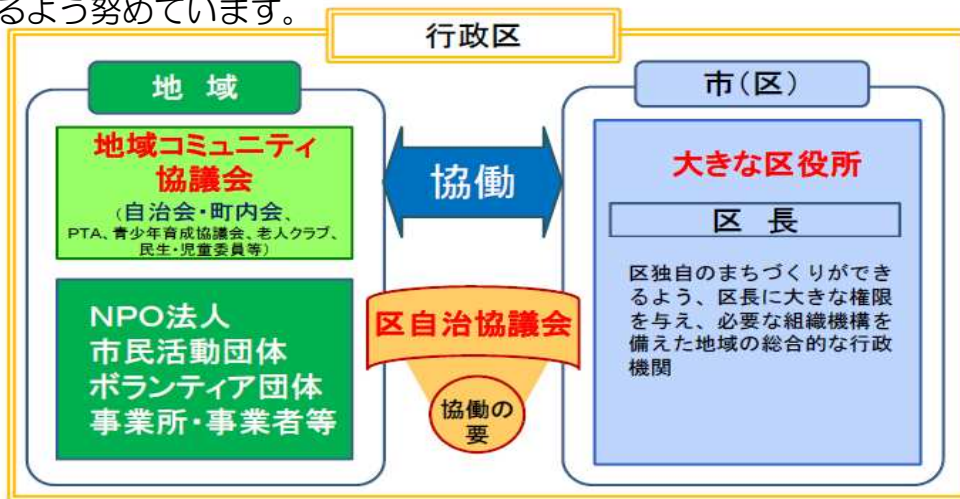 るよう努めています。
行政区
地 域
地域コミュニティ
協議会
（自治会・町内会、
PTA、青少年育成協議会、老人クラブ、
民生・児童委員等）
NPO法人
市民活動団体
ボランティア団体
事業所・事業者等
協働
区自治協議会
協働の
要
市（区）
大きな区役所
区 長
区独自のまちづくりができ
るよう、区長に大きな権限
を与え、必要な組織機構を
備えた地域の総合的な行政
機関